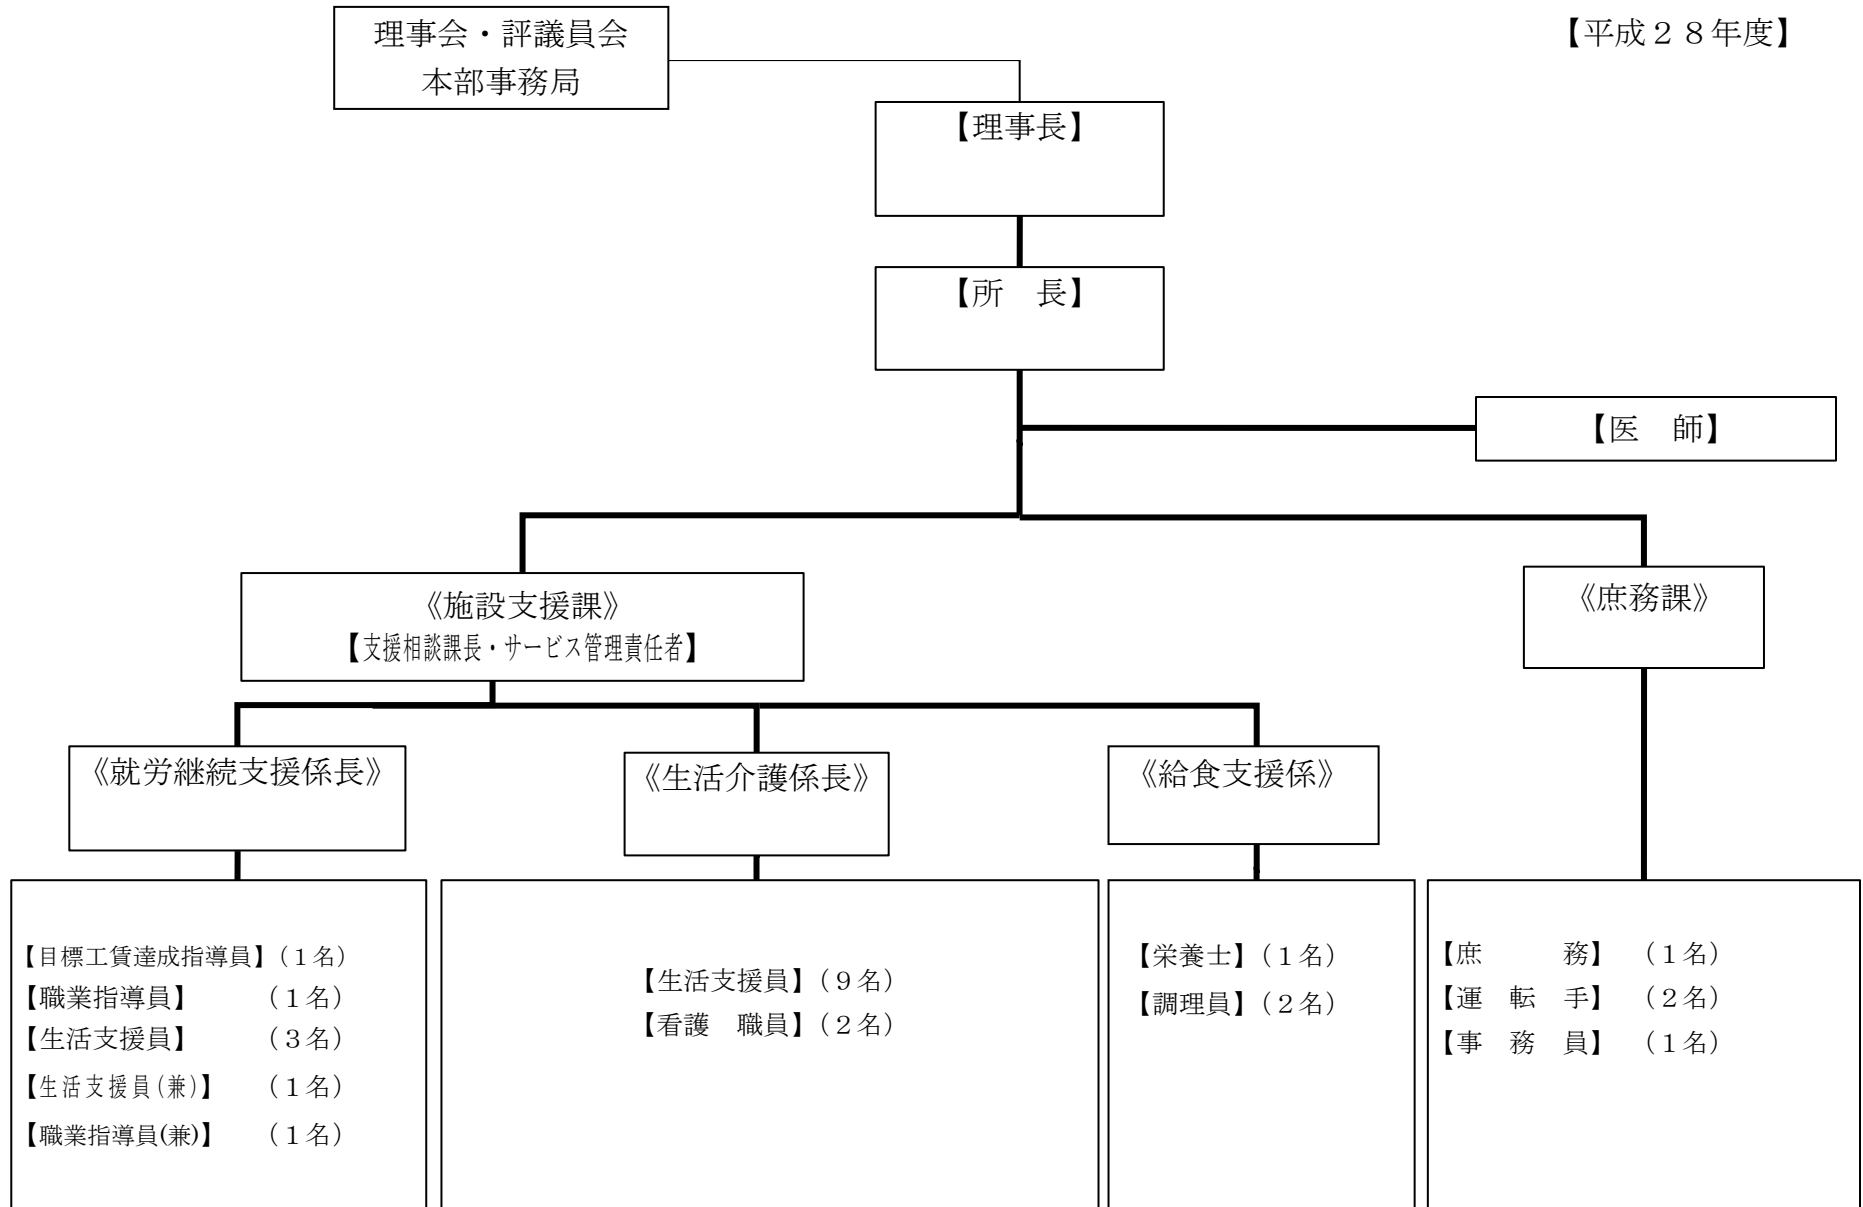 理事会・評議員会
本部事務局
【平成２８年度】
【理事長】
【所　長】
【医　師】
《施設支援課》
【支援相談課長・サービス管理責任者】
《庶務課》
《就労継続支援係長》
《生活介護係長》
《給食支援係》
【目標工賃達成指導員】（１名）
【職業指導員】　　　（１名）
【生活支援員】　　　（３名）
【生活支援員（兼）】　（１名）
【職業指導員(兼)】　（１名）
【生活支援員】（９名）
【看護　職員】（２名）
【栄養士】（１名）
【調理員】（２名）
【庶　　　務】　（１名）
【運　転　手】　（２名）
【事　務　員】　（１名）